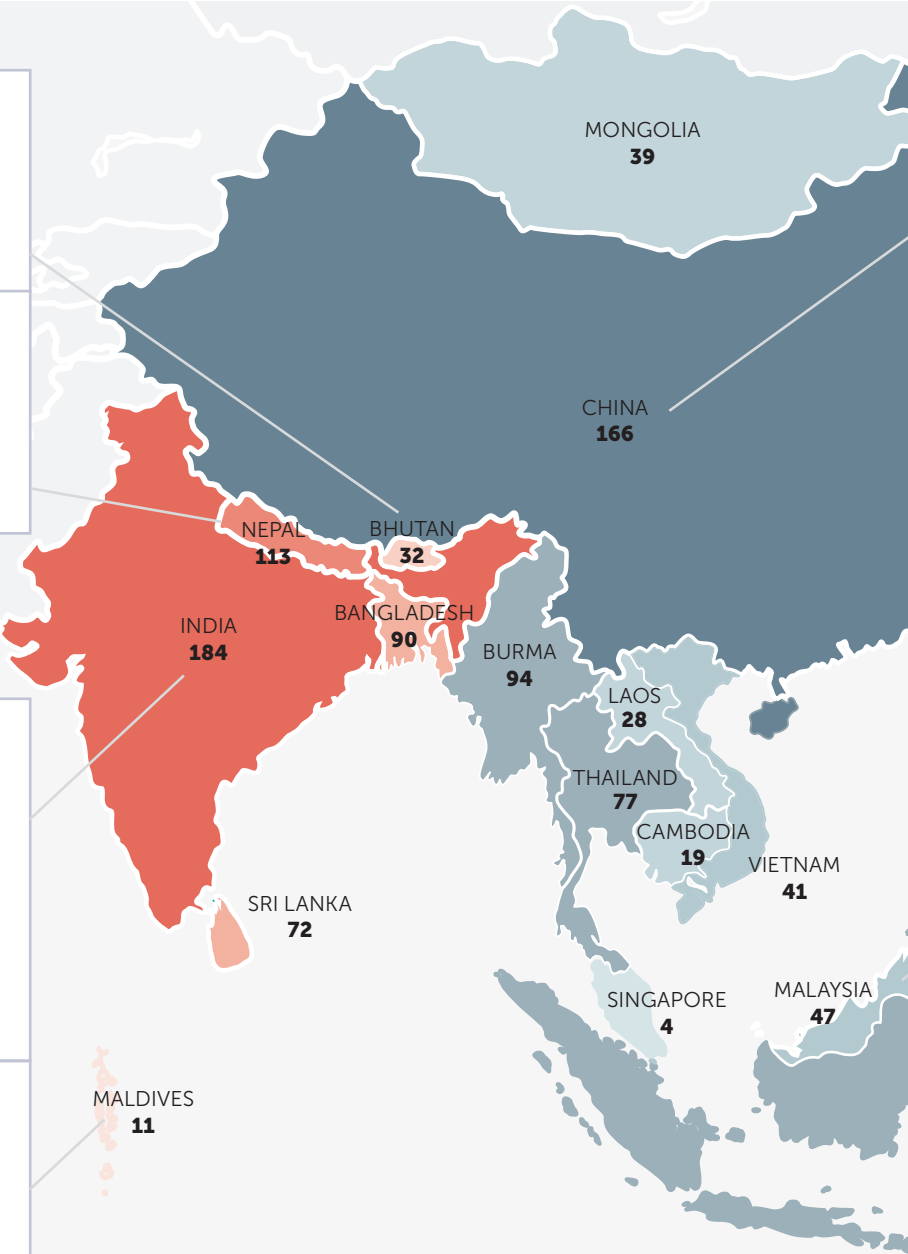 MONGOLIA
39
CHINA
166
NEPAL
113
BHUTAN
32
BANGLADESH
90
INDIA
184
BURMA
94
LAOS
28
THAILAND
77
CAMBODIA
19
VIETNAM
41
SRI LANKA
72
SINGAPORE
4
MALAYSIA
47
MALDIVES
11